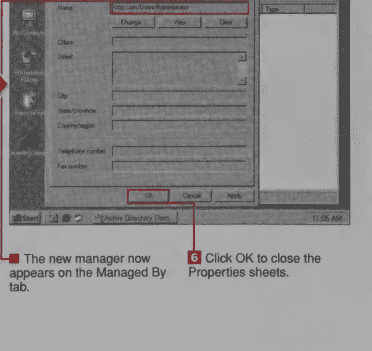 Name
corp.com/Users/Administrator
Type
Change...
View
Clear
Office:
Street:
City:
State/province
Country/region
Telephone number
Fax number
OK
Cancel
Apply
Start
Active Directory Dom...
11:05 AM
The new manager now
appears on the Managed By
tab.
6 Click OK to close the
Properties sheets.